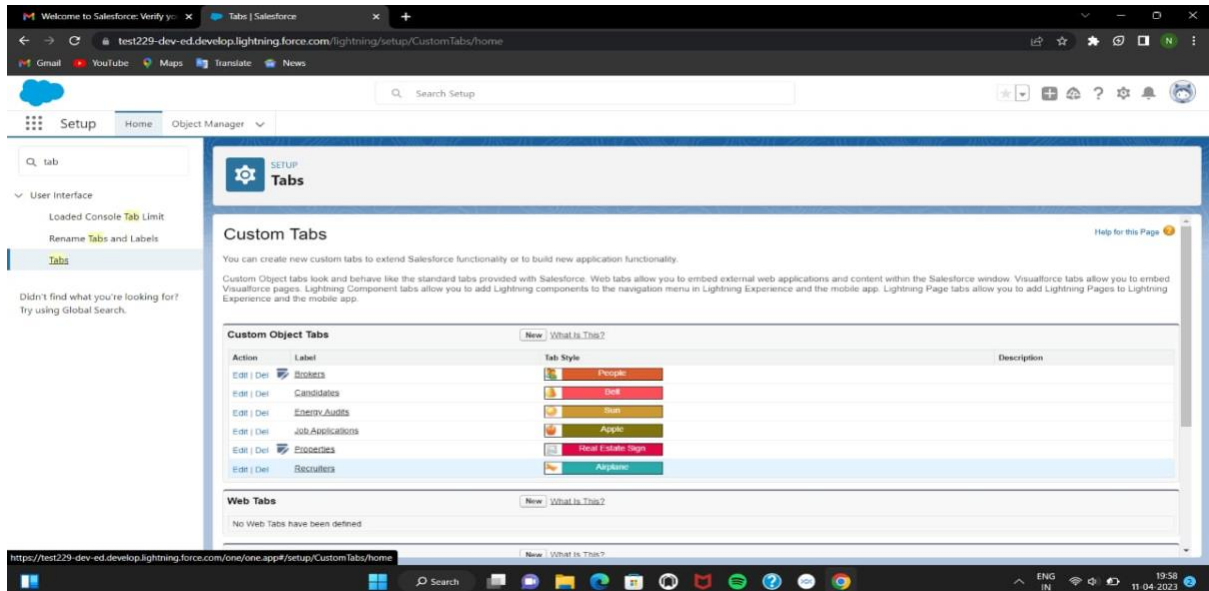 Welcome to Salesforce: Verify yo
Tabs | Salesforce
test229-dev-ed.develop.lightning.force.com/lightning/setup/CustomTabs/home
N
Gmail YouTube Maps Translate News
Search Setup
Setup Home Object Manager
tab
User Interface
Loaded Console Tab Limit
Rename Tabs and Labels
Tabs
Didn't find what you're looking for?
Try using Global Search.
SETUP
Tabs
Custom Tabs
Help for this Page
You can create new custom tabs to extend Salesforce functionality or to build new application functionality.
Custom Object tabs look and behave like the standard tabs provided with Salesforce. Web tabs allow you to embed external web applications and content within the Salesforce window. Visualforce tabs allow you to embed
Visualforce pages. Lightning Component tabs allow you to add Lightning components to the navigation menu in Lightning Experience and the mobile app. Lightning Page tabs allow you to add Lightning Pages to Lightning
Experience and the mobile app.
Custom Object Tabs New What Is This?
Action Label Tab Style Description
Edit | Del Brokers People
Edit | Del Candidates Bell
Edit | Del Energy Audits Sun
Edit | Del Job Applications Apple
Edit | Del Properties Real Estate Sign
Edit | Del Recruiters Airplane
Web Tabs New What Is This?
No Web Tabs have been defined
New What Is This?
https://test229-dev-ed.develop.lightning.force.com/one/one.app#/setup/CustomTabs/home
Search
ENG
IN
19:58
11-04-2023
2